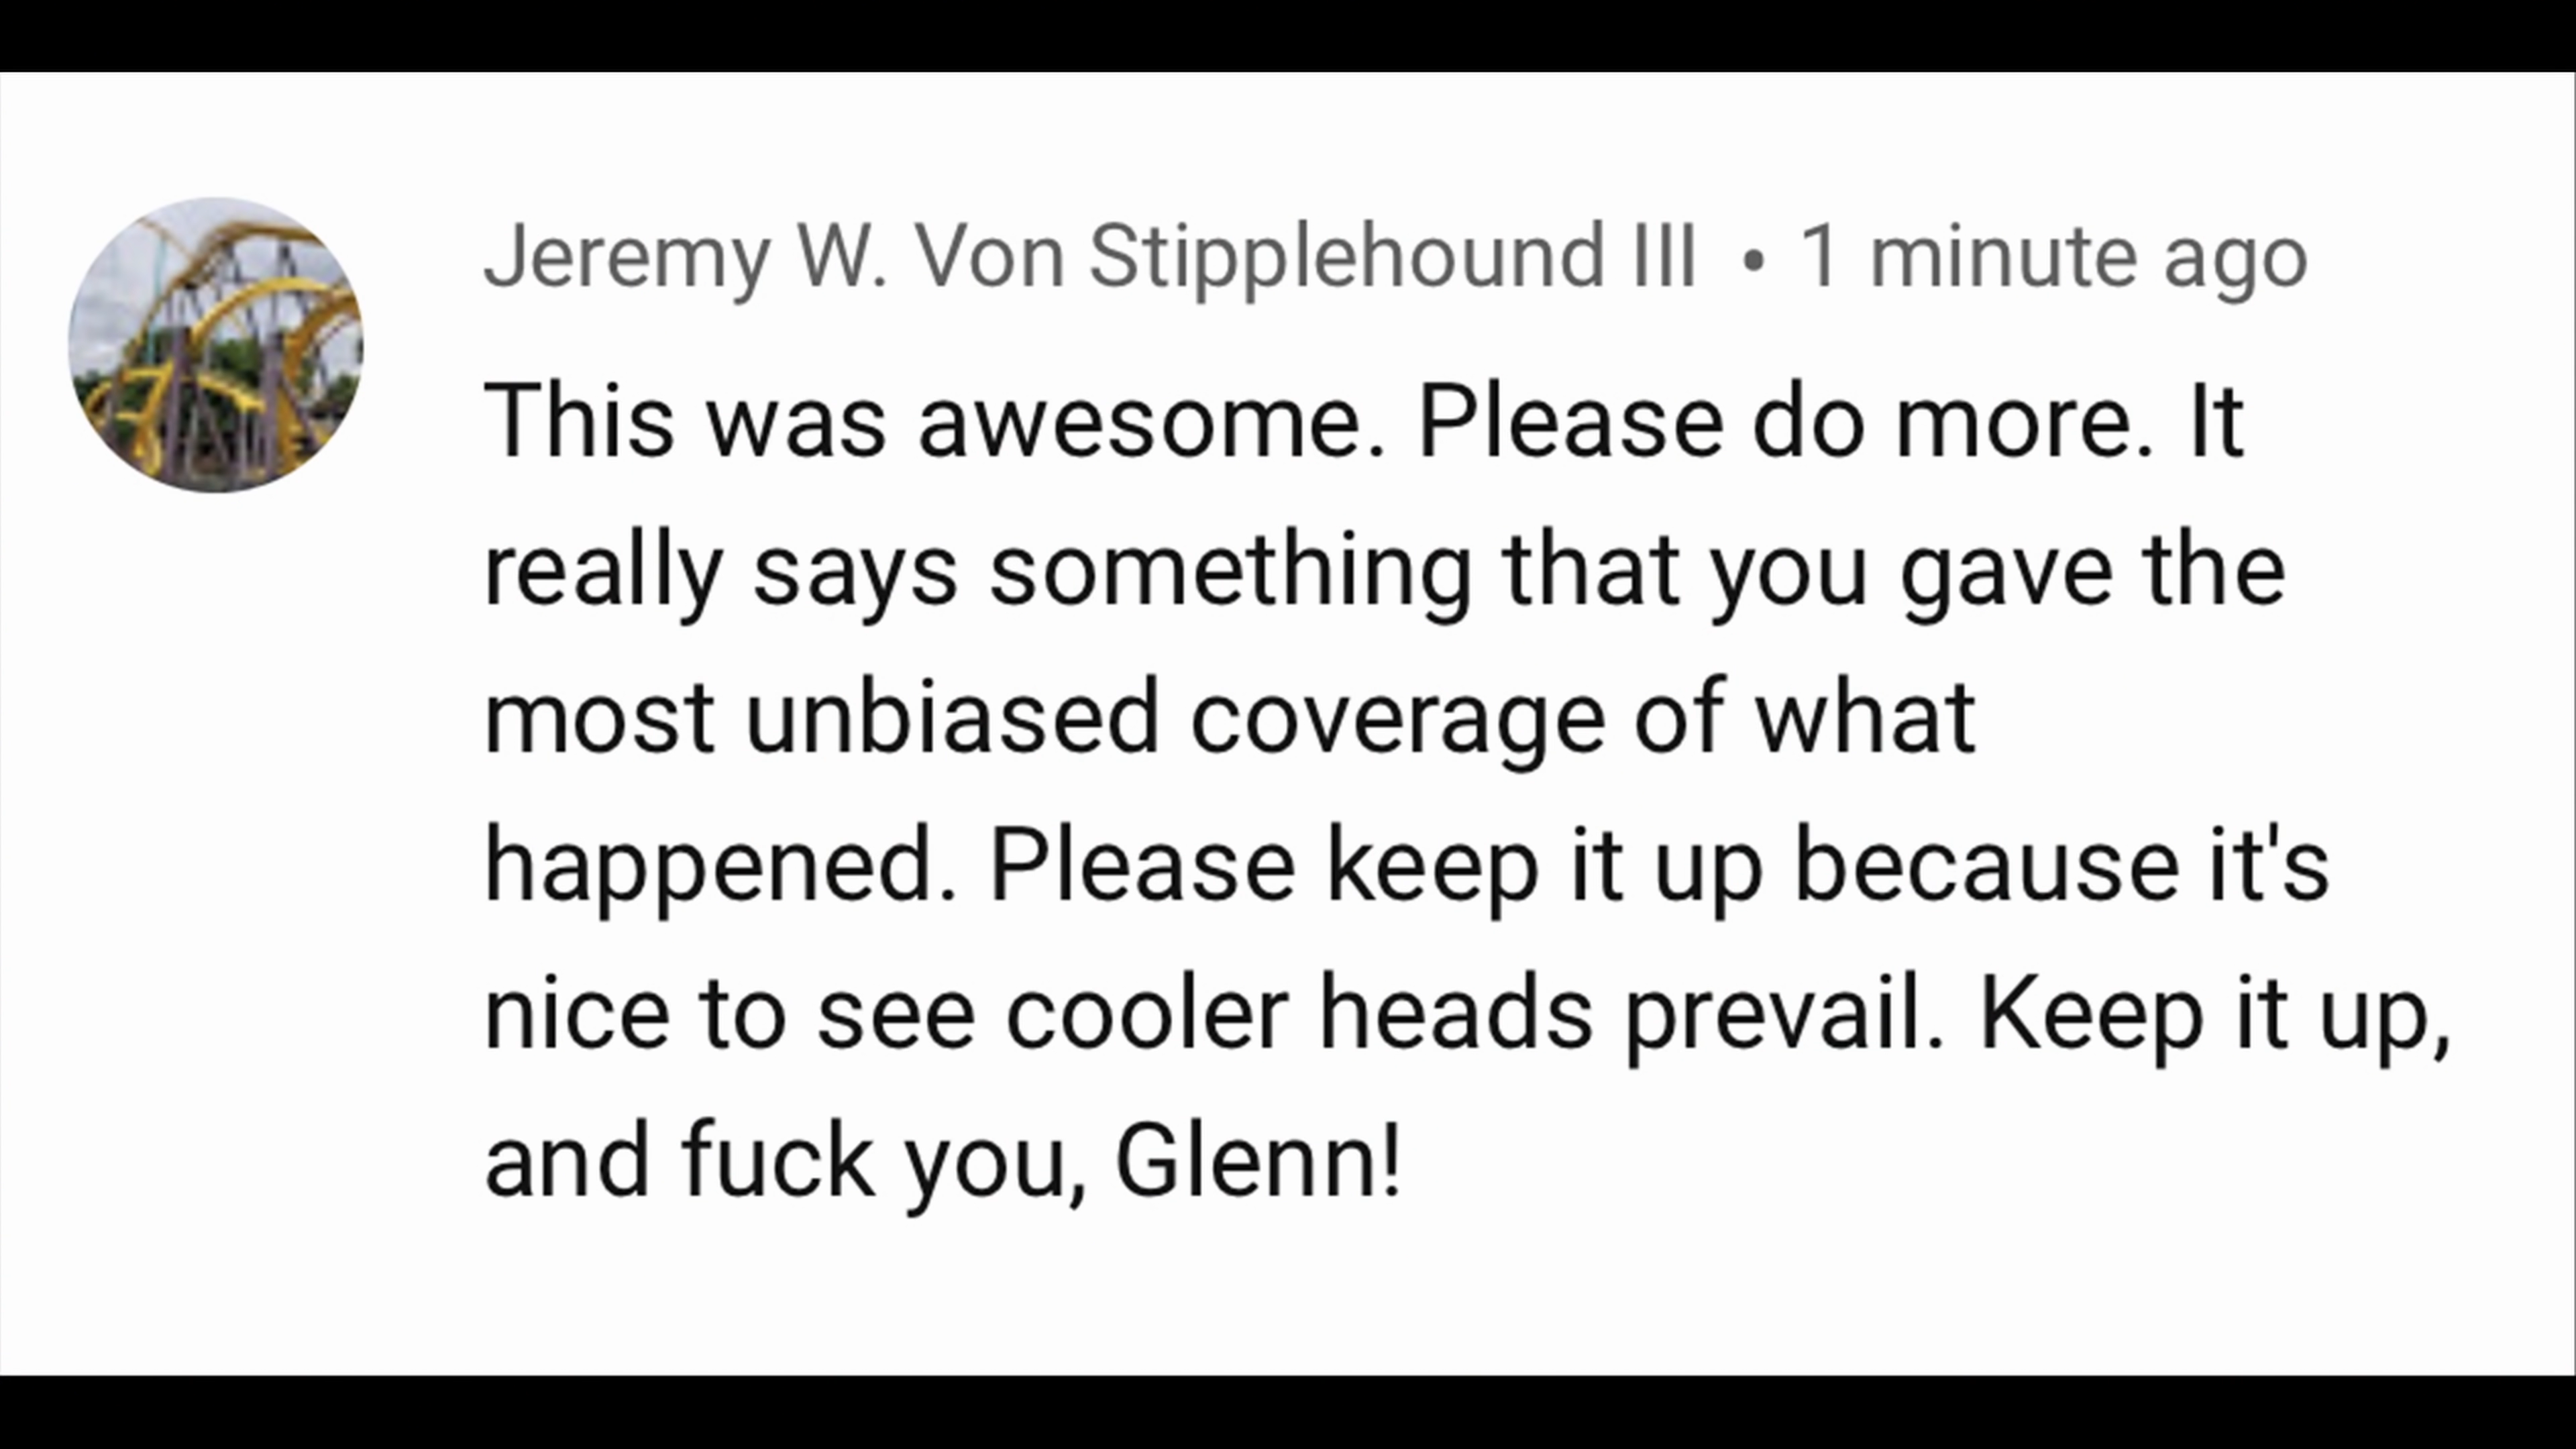 Jeremy W. Von Stipplehound III • 1 minute ago
This was awesome. Please do more. It
really says something that you gave the
most unbiased coverage of what
happened. Please keep it up because it's
nice to see cooler heads prevail. Keep it up,
and fuck you, Glenn!